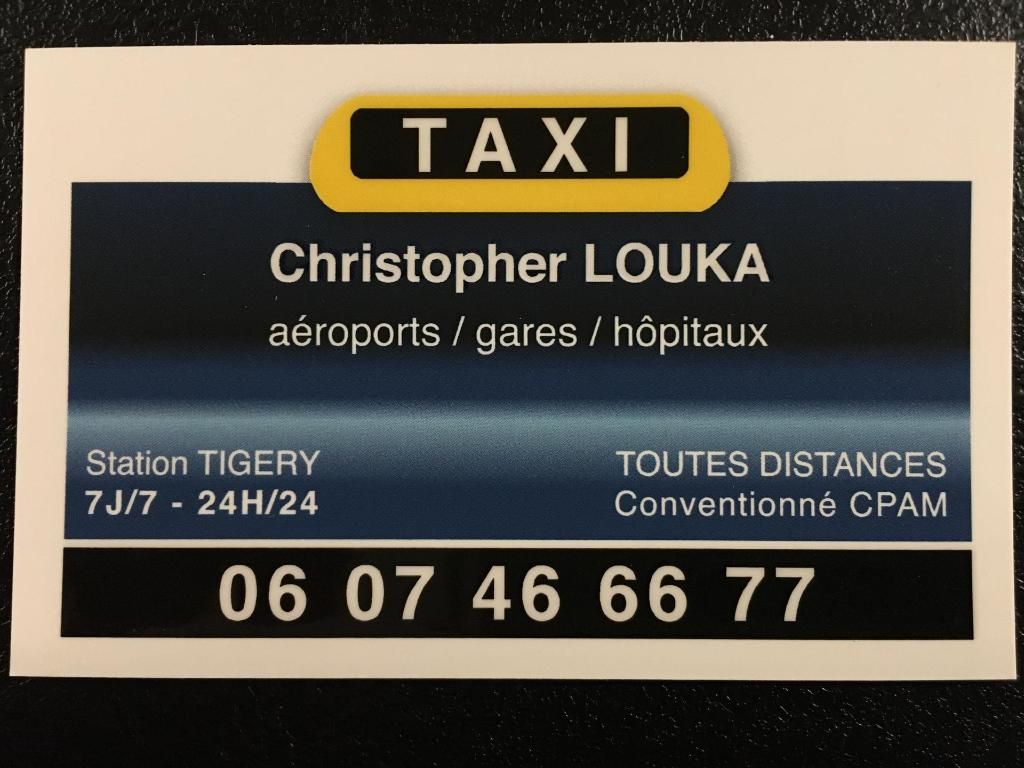 TAXI
Christopher LOUKA
aéroports / gares / hôpitaux
Station TIGERY
7J/7 - 24H/24
TOUTES DISTANCES
Conventionné CPAM
06 07 46 66 77